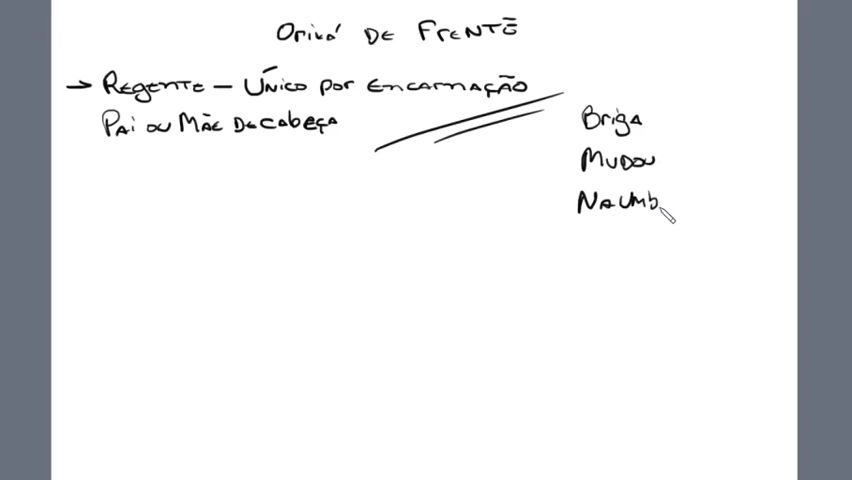 Orixá DE FRENTE
→ REGENTE – ÚNICO POR ENCARNAÇÃO
PAI OU MÃE DE CABEÇA
BRIGA
MUDOU
NA UMB